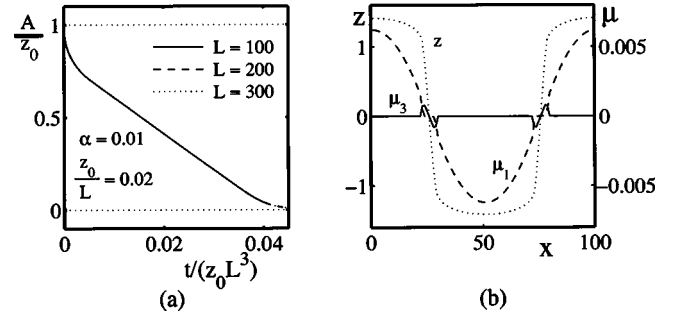 A/z₀
1
0.5
0
L = 100
L = 200
L = 300
α = 0.01
z₀/L = 0.02
0 0.02 0.04
t/(z₀L³)
(a)
z
μ
1
0
−1
0.005
0
−0.005
z
μ₃
μ₁
0 50 100
x
(b)